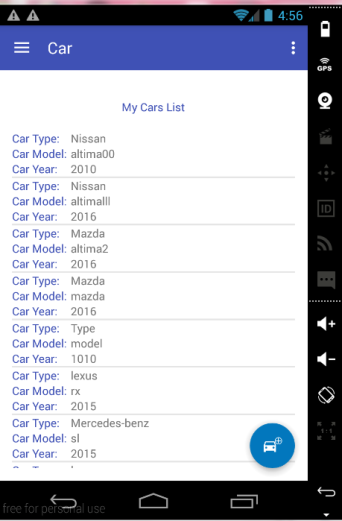 4:56
Car
GPS
My Cars List
Car Type: Nissan
Car Model: altima00
Car Year: 2010
Car Type: Nissan
Car Model: altimalll
Car Year: 2016
Car Type: Mazda
Car Model: altima2
Car Year: 2016
Car Type: Mazda
Car Model: mazda
Car Year: 2016
Car Type: Type
Car Model: model
Car Year: 1010
Car Type: lexus
Car Model: rx
Car Year: 2015
Car Type: Mercedes-benz
Car Model: sl
Car Year: 2015
ID
1:1
free for personal use